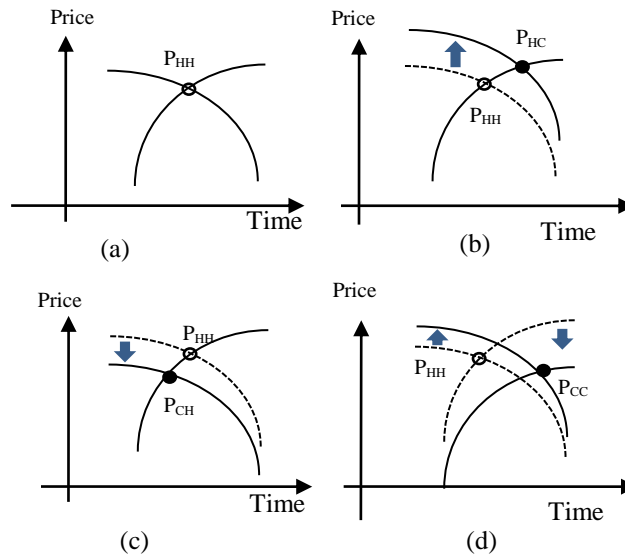 Price
P_HH
Time
(a)
Price
P_HC
P_HH
Time
(b)
Price
P_HH
P_CH
Time
(c)
Price
P_HH
P_CC
Time
(d)